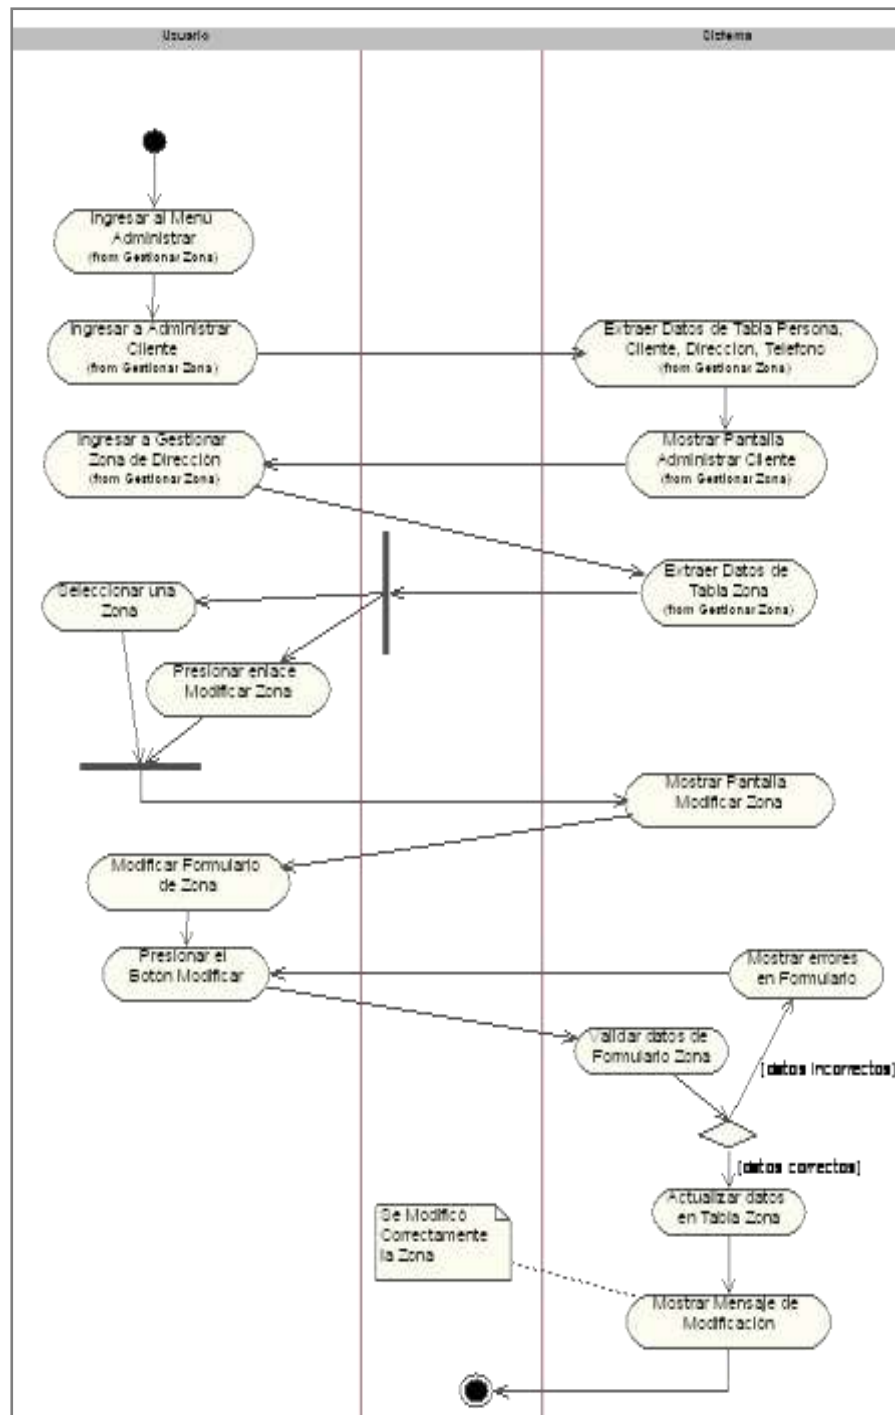 Usuario
Sistema
Ingresar al Menú
Administrar
(from Gestionar Zona)
Ingresar a Administrar
Cliente
(from Gestionar Zona)
Extraer Datos de Tabla Persona,
Cliente, Direccion, Telefono
(from Gestionar Zona)
Ingresar a Gestionar
Zona de Dirección
(from Gestionar Zona)
Mostrar Pantalla
Administrar Cliente
(from Gestionar Zona)
Extraer Datos de
Tabla Zona
(from Gestionar Zona)
Seleccionar una
Zona
Presionar enlace
Modificar Zona
Mostrar Pantalla
Modificar Zona
Modificar Formulario
de Zona
Presionar el
Botón Modificar
Mostrar errores
en Formulario
Validar datos de
Formulario Zona
[datos incorrectos]
[datos correctos]
Actualizar datos
en Tabla Zona
Se Modificó
Correctamente
la Zona
Mostrar Mensaje de
Modificación